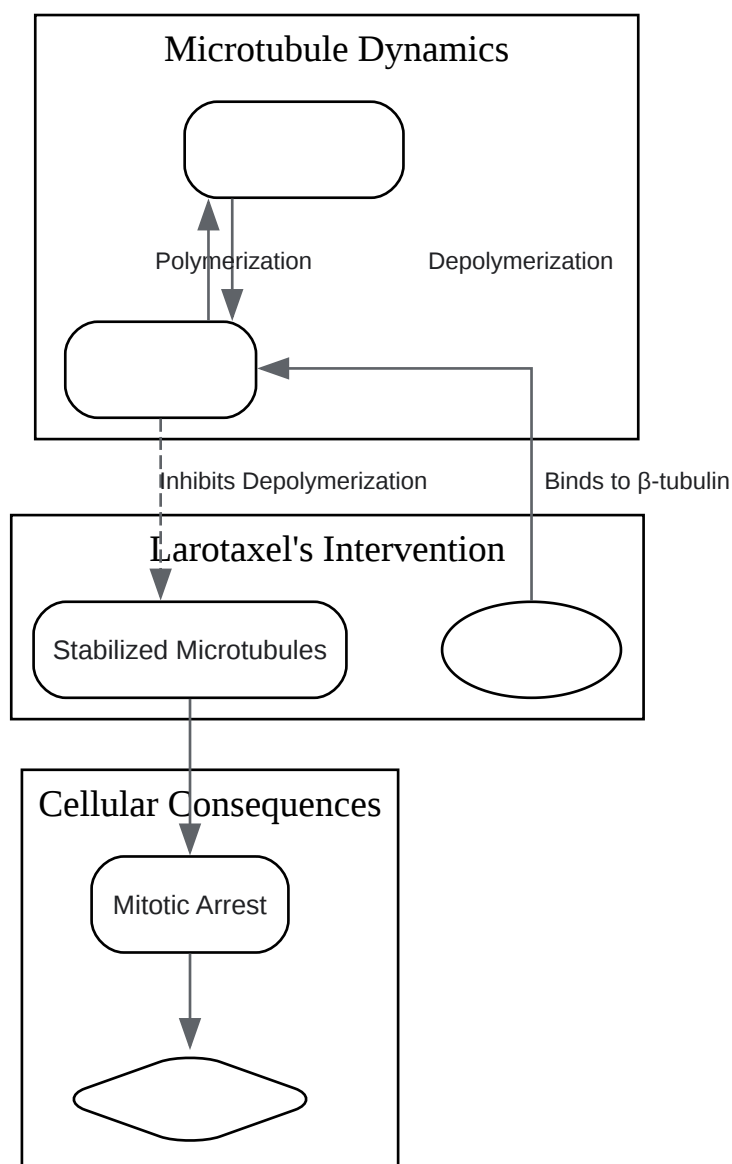 Microtubule Dynamics
Polymerization
Depolymerization
Inhibits Depolymerization
Binds to β-tubulin
Larotaxel's Intervention
Stabilized Microtubules
Cellular Consequences
Mitotic Arrest